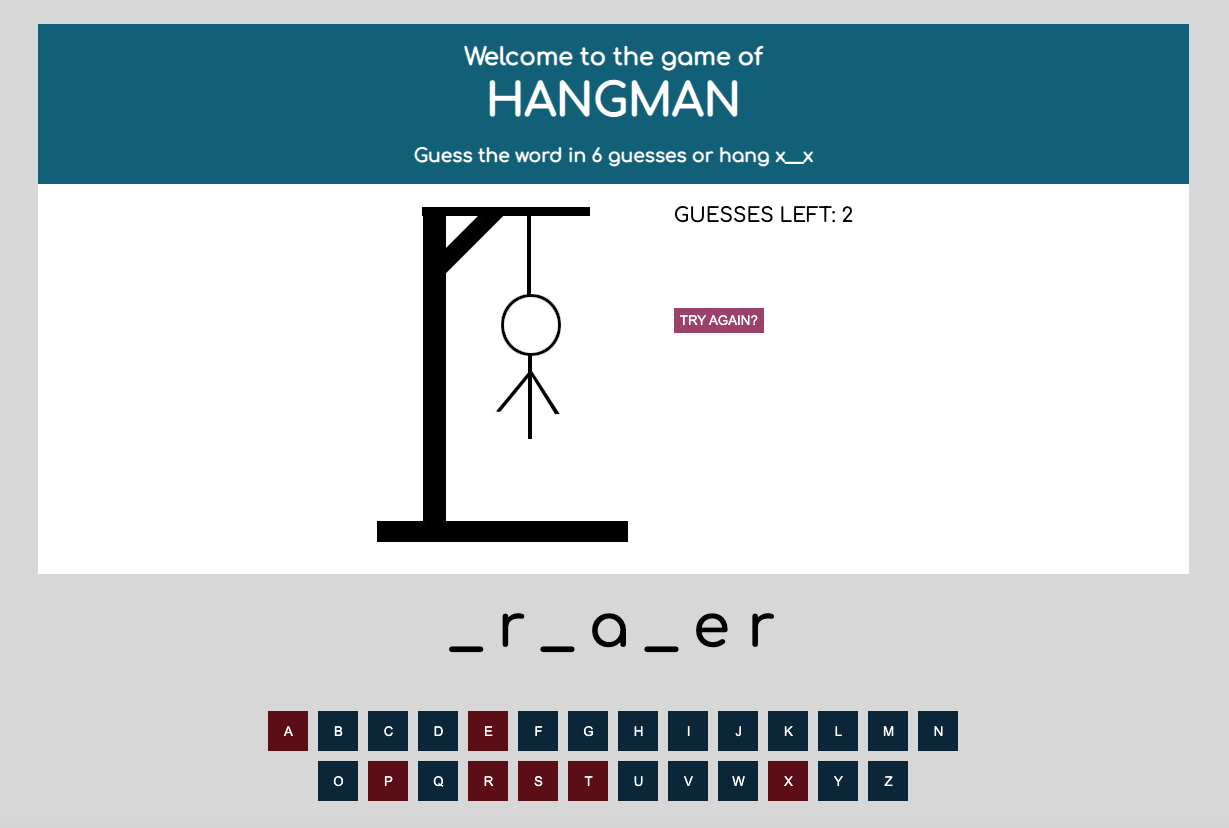 Welcome to the game of
HANGMAN
Guess the word in 6 guesses or hang x__x
GUESSES LEFT: 2
TRY AGAIN?
_ r _ a _ e r
A B C D E F G H I J K L M N
O P Q R S T U V W X Y Z